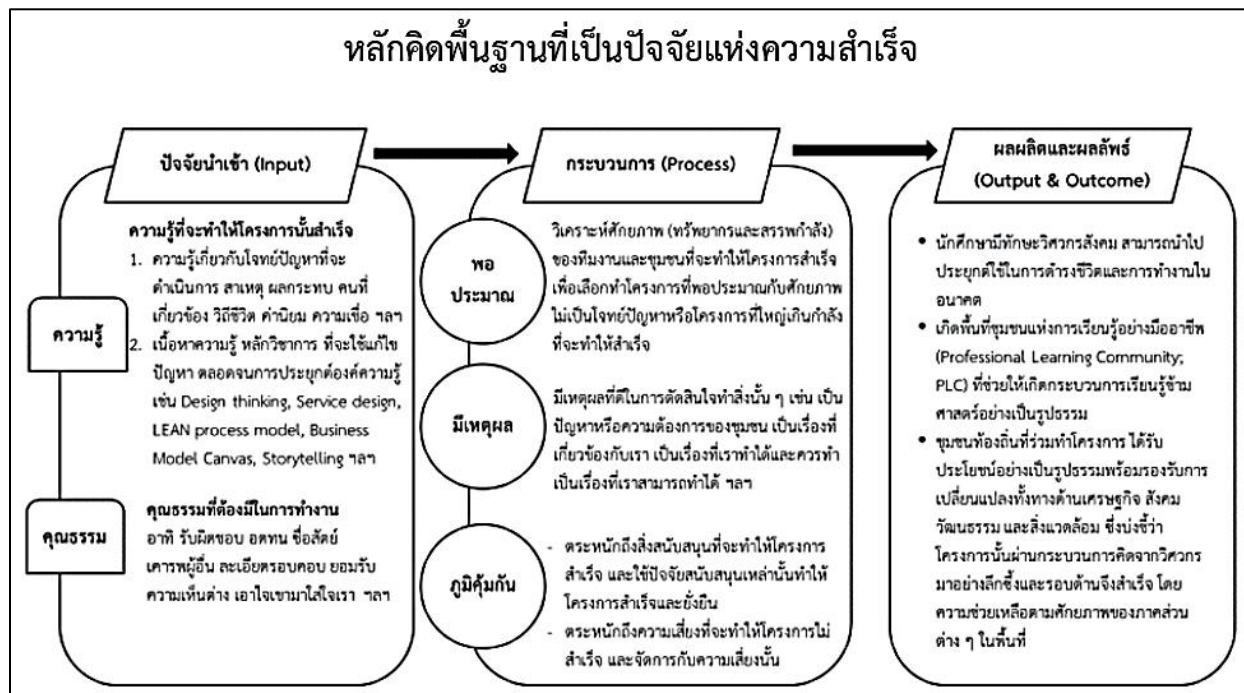 หลักคิดพื้นฐานที่เป็นปัจจัยแห่งความสำเร็จ
ปัจจัยนำเข้า (Input)
ความรู้ที่จะทำให้โครงการนั้นสำเร็จ
1. ความรู้เกี่ยวกับโจทย์ปัญหาที่จะ
ดำเนินการ สาเหตุ ผลกระทบ คนที่
เกี่ยวข้อง วิถีชีวิต ค่านิยม ความเชื่อ ฯลฯ
ความรู้
2. เนื้อหาความรู้ หลักวิชาการ ที่จะใช้แก้ไข
ปัญหา ตลอดจนการประยุกต์องค์ความรู้
เช่น Design thinking, Service design,
LEAN process model, Business
Model Canvas, Storytelling ฯลฯ
คุณธรรม
คุณธรรมที่ต้องมีในการทำงาน
อาทิ รับผิดชอบ อดทน ซื่อสัตย์
เคารพผู้อื่น ละเอียดรอบคอบ ยอมรับ
ความเห็นต่าง เอาใจเขามาใส่ใจเรา ฯลฯ
กระบวนการ (Process)
พอ
ประมาณ
วิเคราะห์ศักยภาพ (ทรัพยากรและสรรพกำลัง)
ของทีมงานและชุมชนที่จะทำให้โครงการสำเร็จ
เพื่อเลือกทำโครงการที่พอประมาณกับศักยภาพ
ไม่เป็นโจทย์ปัญหาหรือโครงการที่ใหญ่เกินกำลัง
ที่จะทำให้สำเร็จ
มีเหตุผล
มีเหตุผลที่ดีในการตัดสินใจทำสิ่งนั้น ๆ เช่น เป็น
ปัญหาหรือความต้องการของชุมชน เป็นเรื่องที่
เกี่ยวข้องกับเรา เป็นเรื่องที่เราทำได้และควรทำ
เป็นเรื่องที่เราสามารถทำได้ ฯลฯ
ภูมิคุ้มกัน
- ตระหนักถึงสิ่งสนับสนุนที่จะทำให้โครงการ
สำเร็จ และใช้ปัจจัยสนับสนุนเหล่านั้นทำให้
โครงการสำเร็จและยั่งยืน
- ตระหนักถึงความเสี่ยงที่จะทำให้โครงการไม่
สำเร็จ และจัดการกับความเสี่ยงนั้น
ผลผลิตและผลลัพธ์
(Output & Outcome)
• นักศึกษามีทักษะวิศวกรสังคม สามารถนำไป
ประยุกต์ใช้ในการดำรงชีวิตและการทำงานใน
อนาคต
• เกิดพื้นที่ชุมชนแห่งการเรียนรู้อย่างมืออาชีพ
(Professional Learning Community;
PLC) ที่ช่วยให้เกิดกระบวนการเรียนรู้ข้าม
ศาสตร์อย่างเป็นรูปธรรม
• ชุมชนท้องถิ่นที่ร่วมทำโครงการ ได้รับ
ประโยชน์อย่างเป็นรูปธรรมพร้อมรองรับการ
เปลี่ยนแปลงทั้งทางด้านเศรษฐกิจ สังคม
วัฒนธรรม และสิ่งแวดล้อม ซึ่งบ่งชี้ว่า
โครงการนั้นผ่านกระบวนการคิดจากวิศวกร
มาอย่างลึกซึ้งและรอบด้านจึงสำเร็จ โดย
ความช่วยเหลือตามศักยภาพของภาคส่วน
ต่าง ๆ ในพื้นที่